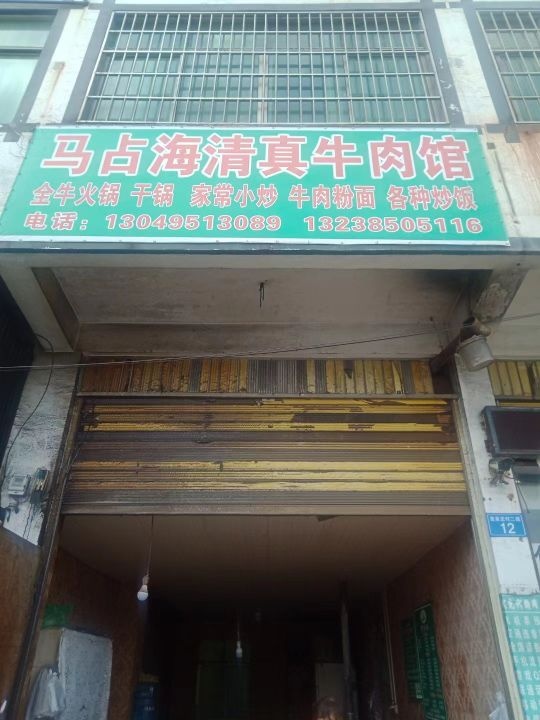 马占海清真牛肉馆
全牛火锅 干锅 家常小炒 牛肉粉面 各种炒饭
电话：13049513089 13238505116
12